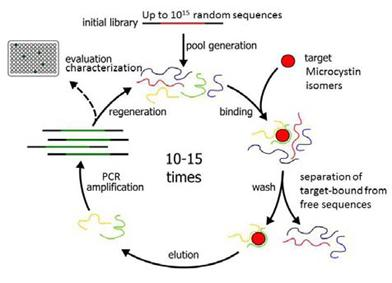 Up to 10¹⁵ random sequences
initial library
pool generation
target
Microcystin
isomers
evaluation
characterization
regeneration
binding
PCR
amplification
10-15
times
wash
separation of
target-bound from
free sequences
elution